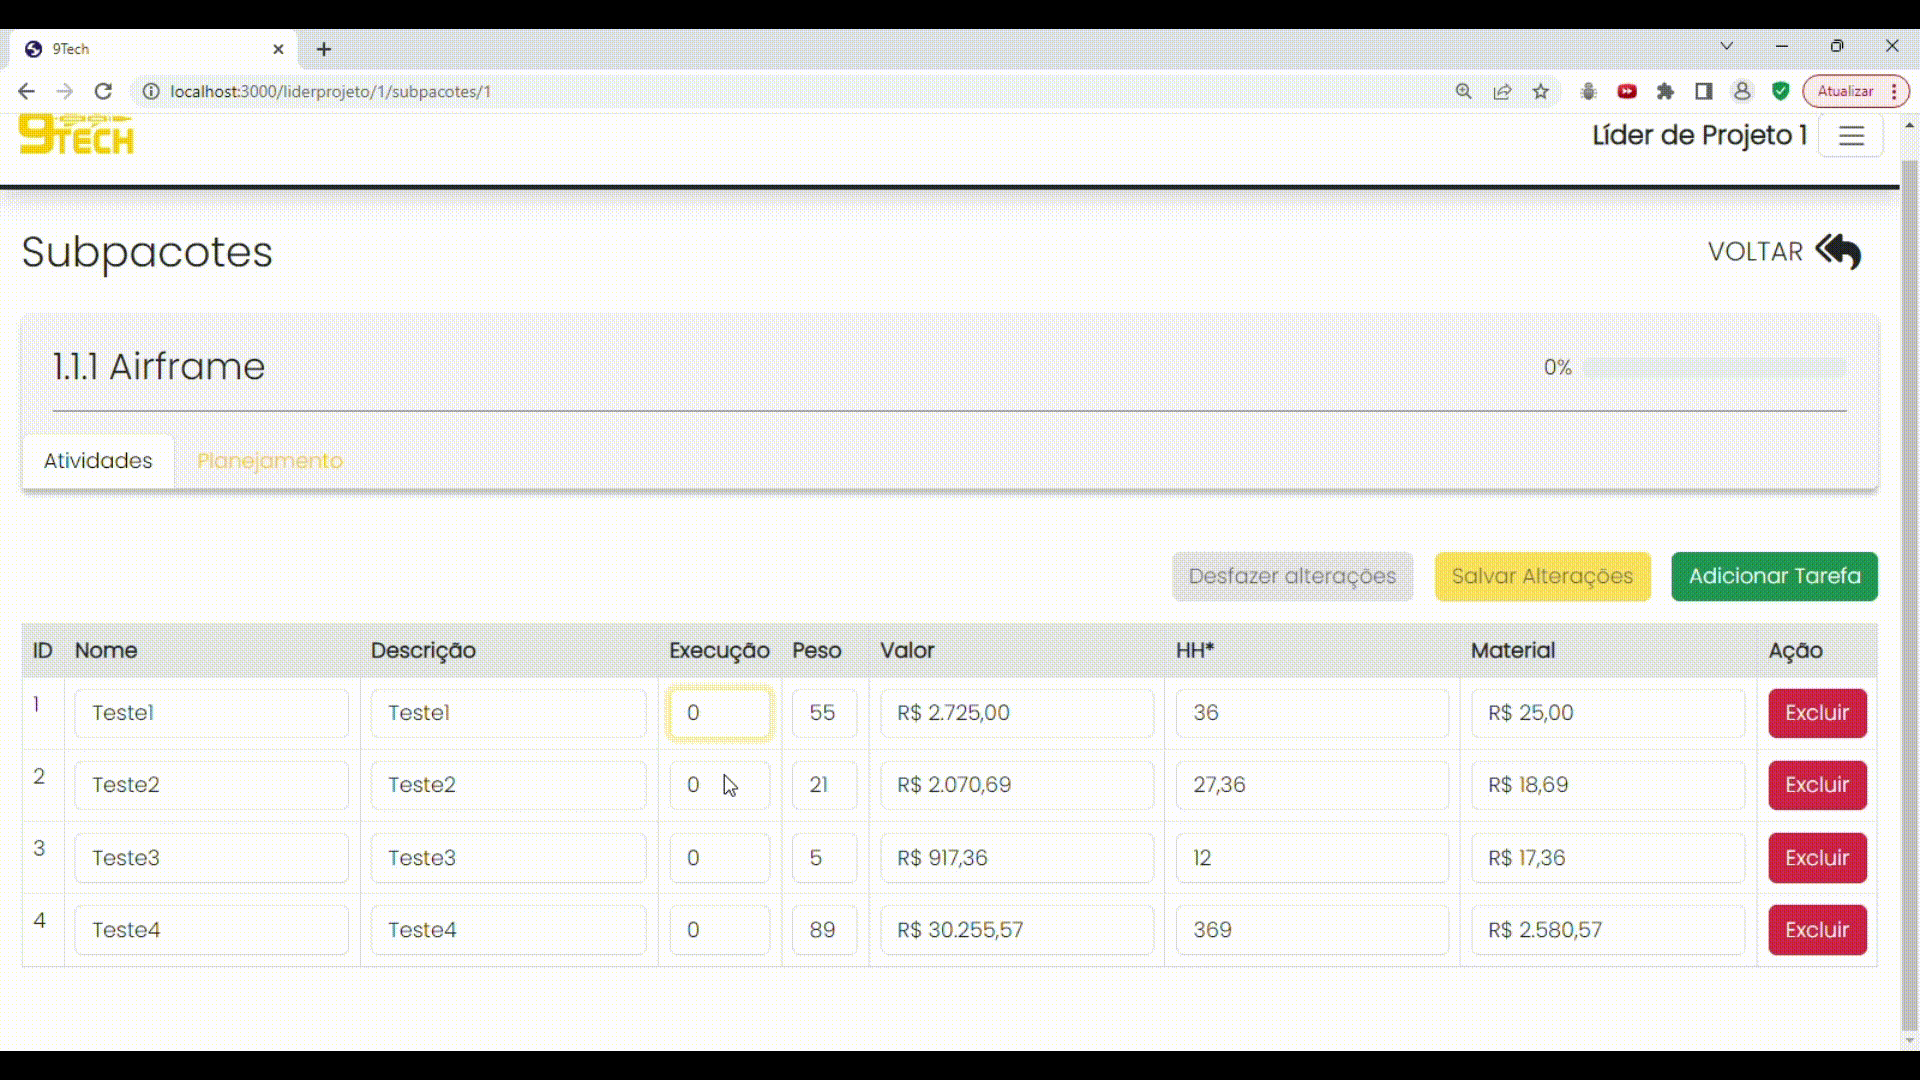 9Tech
localhost:3000/liderprojeto/1/subpacotes/1
Atualizar
9TECH
Líder de Projeto 1
Subpacotes
VOLTAR
1.1.1 Airframe
0%
Atividades Planejamento
Desfazer alterações Salvar Alterações Adicionar Tarefa
ID Nome Descrição Execução Peso Valor HH* Material Ação
1 Teste1 Teste1 0 55 R$ 2.725,00 36 R$ 25,00 Excluir
2 Teste2 Teste2 0 21 R$ 2.070,69 27,36 R$ 18,69 Excluir
3 Teste3 Teste3 0 5 R$ 917,36 12 R$ 17,36 Excluir
4 Teste4 Teste4 0 89 R$ 30.255,57 369 R$ 2.580,57 Excluir